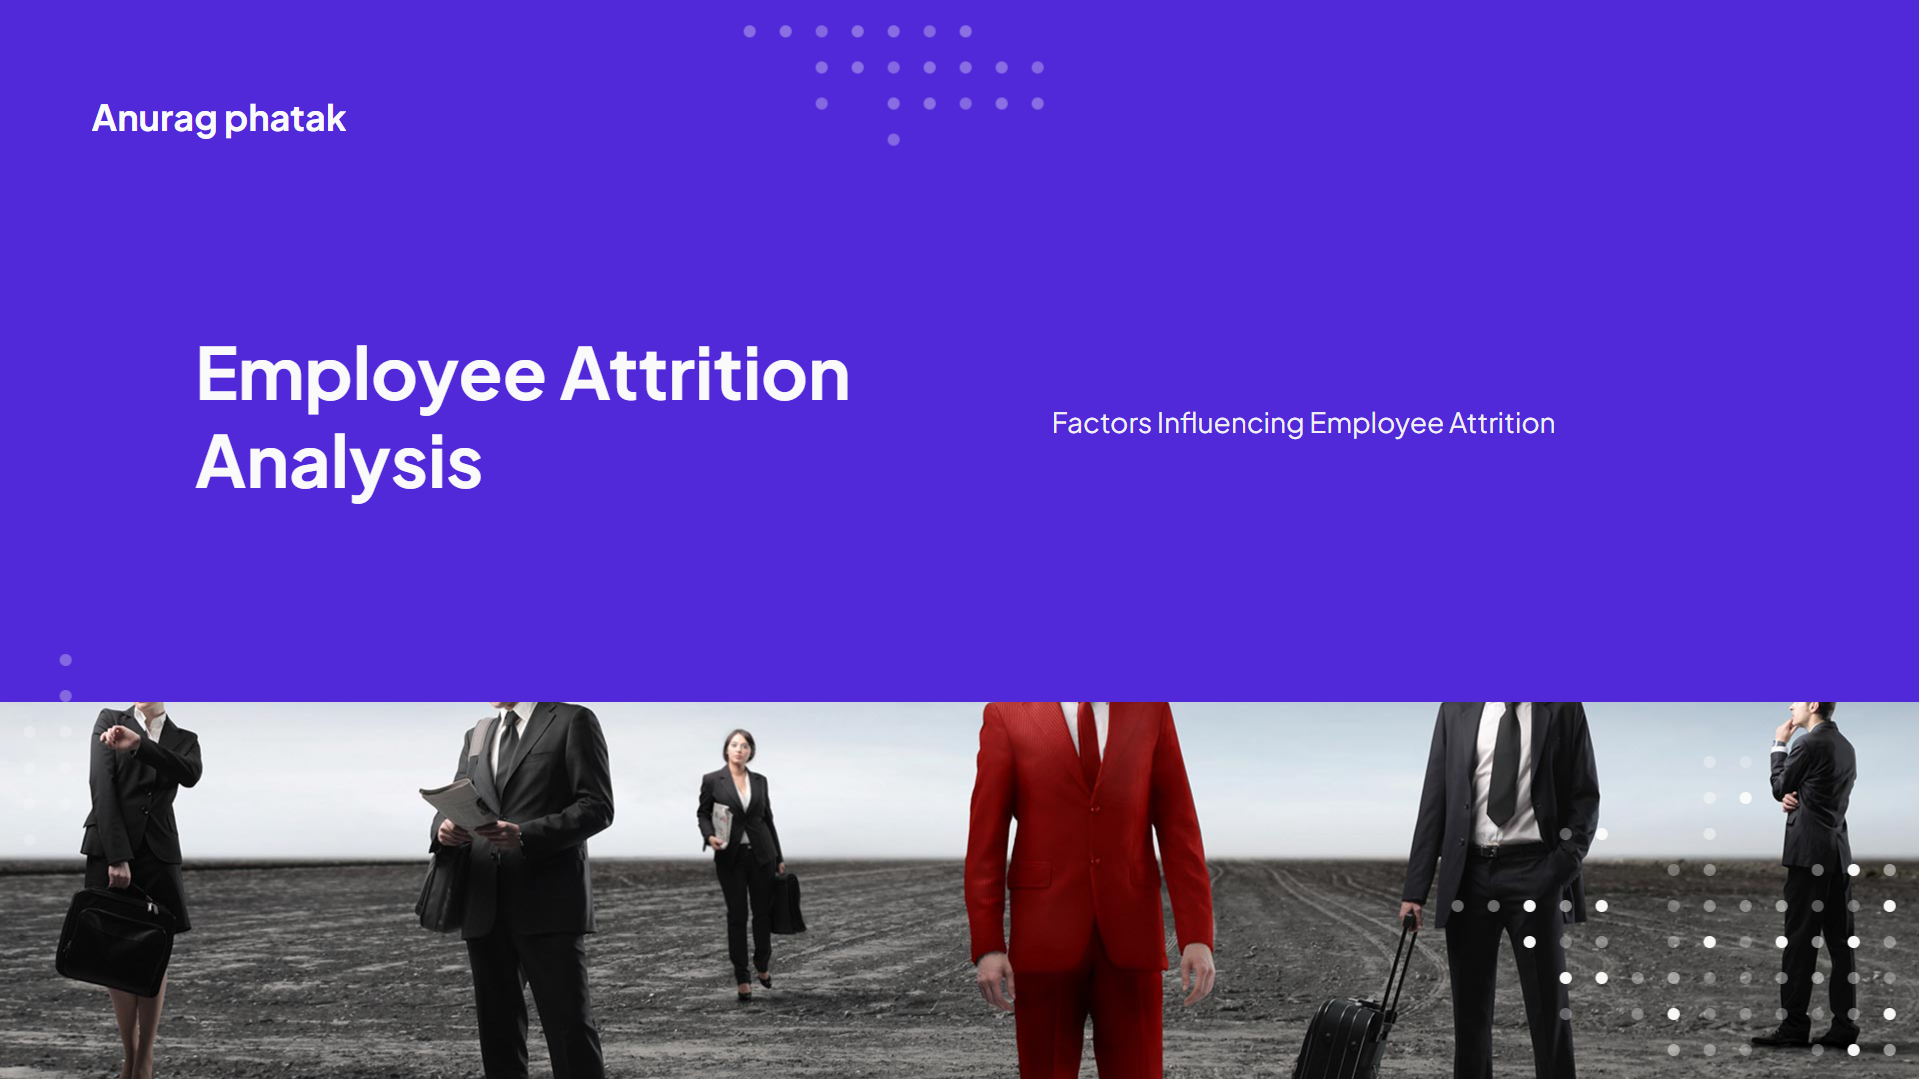 Anurag phatak
Employee Attrition
Analysis
Factors Influencing Employee Attrition